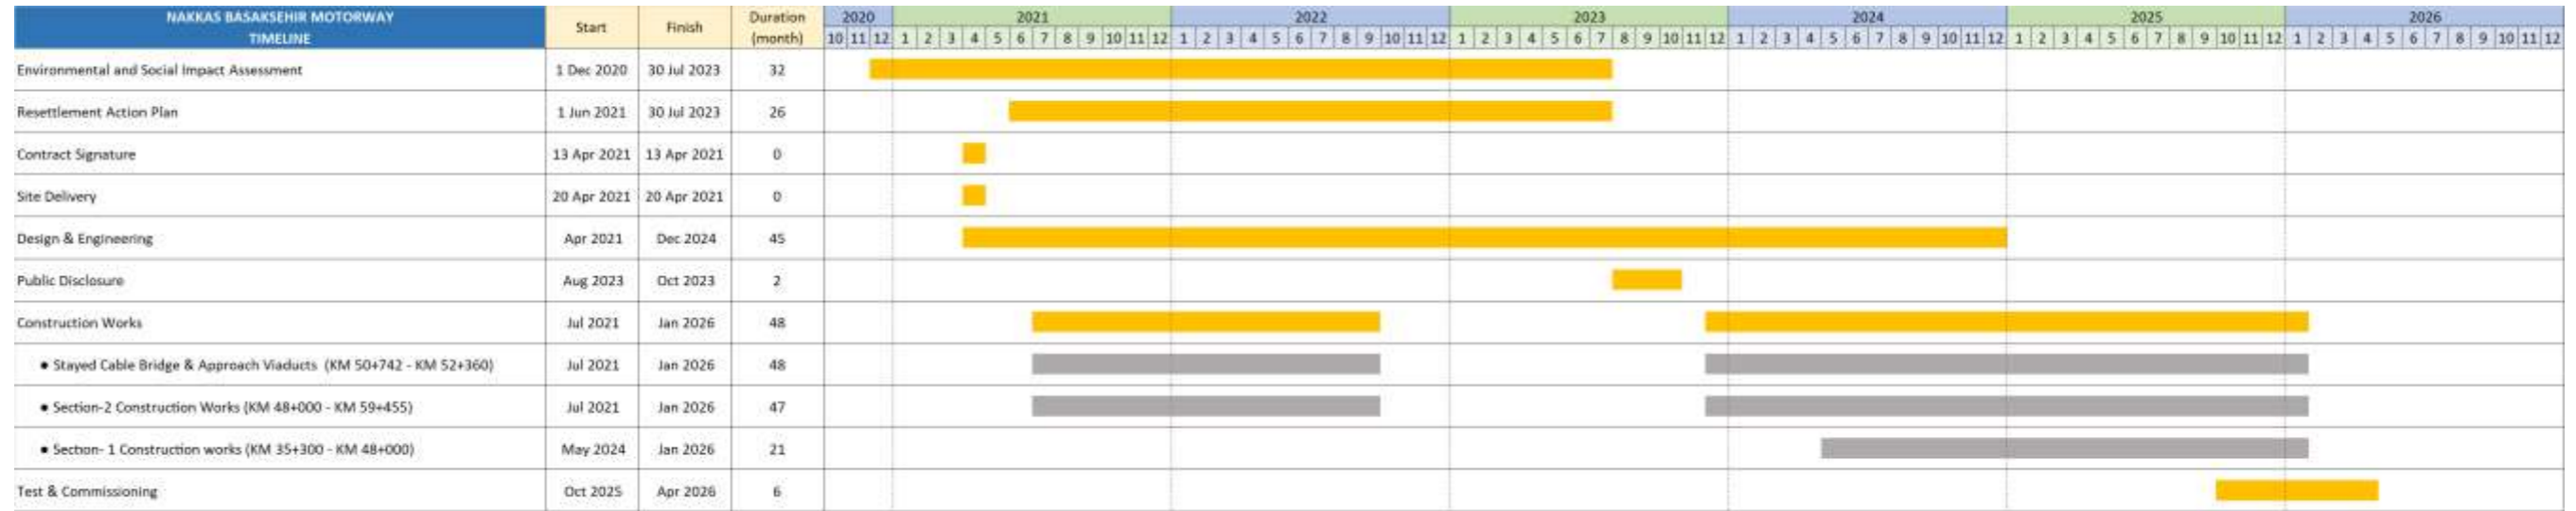 NAKKAS BASAKSEHIR MOTORWAY
TIMELINE
Start
Finish
Duration
(month)
2020 2021 2022 2023 2024 2025 2026
10 11 12 1 2 3 4 5 6 7 8 9 10 11 12 1 2 3 4 5 6 7 8 9 10 11 12 1 2 3 4 5 6 7 8 9 10 11 12 1 2 3 4 5 6 7 8 9 10 11 12 1 2 3 4 5 6 7 8 9 10 11 12 1 2 3 4 5 6 7 8 9 10 11 12
Environmental and Social Impact Assessment 1 Dec 2020 30 Jul 2023 32
Resettlement Action Plan 1 Jun 2021 30 Jul 2023 26
Contract Signature 13 Apr 2021 13 Apr 2021 0
Site Delivery 20 Apr 2021 20 Apr 2021 0
Design & Engineering Apr 2021 Dec 2024 45
Public Disclosure Aug 2023 Oct 2023 2
Construction Works Jul 2021 Jan 2026 48
● Stayed Cable Bridge & Approach Viaducts (KM 50+742 - KM 52+360) Jul 2021 Jan 2026 48
● Section-2 Construction Works (KM 48+000 - KM 59+455) Jul 2021 Jan 2026 47
● Section- 1 Construction works (KM 35+300 - KM 48+000) May 2024 Jan 2026 21
Test & Commissioning Oct 2025 Apr 2026 6